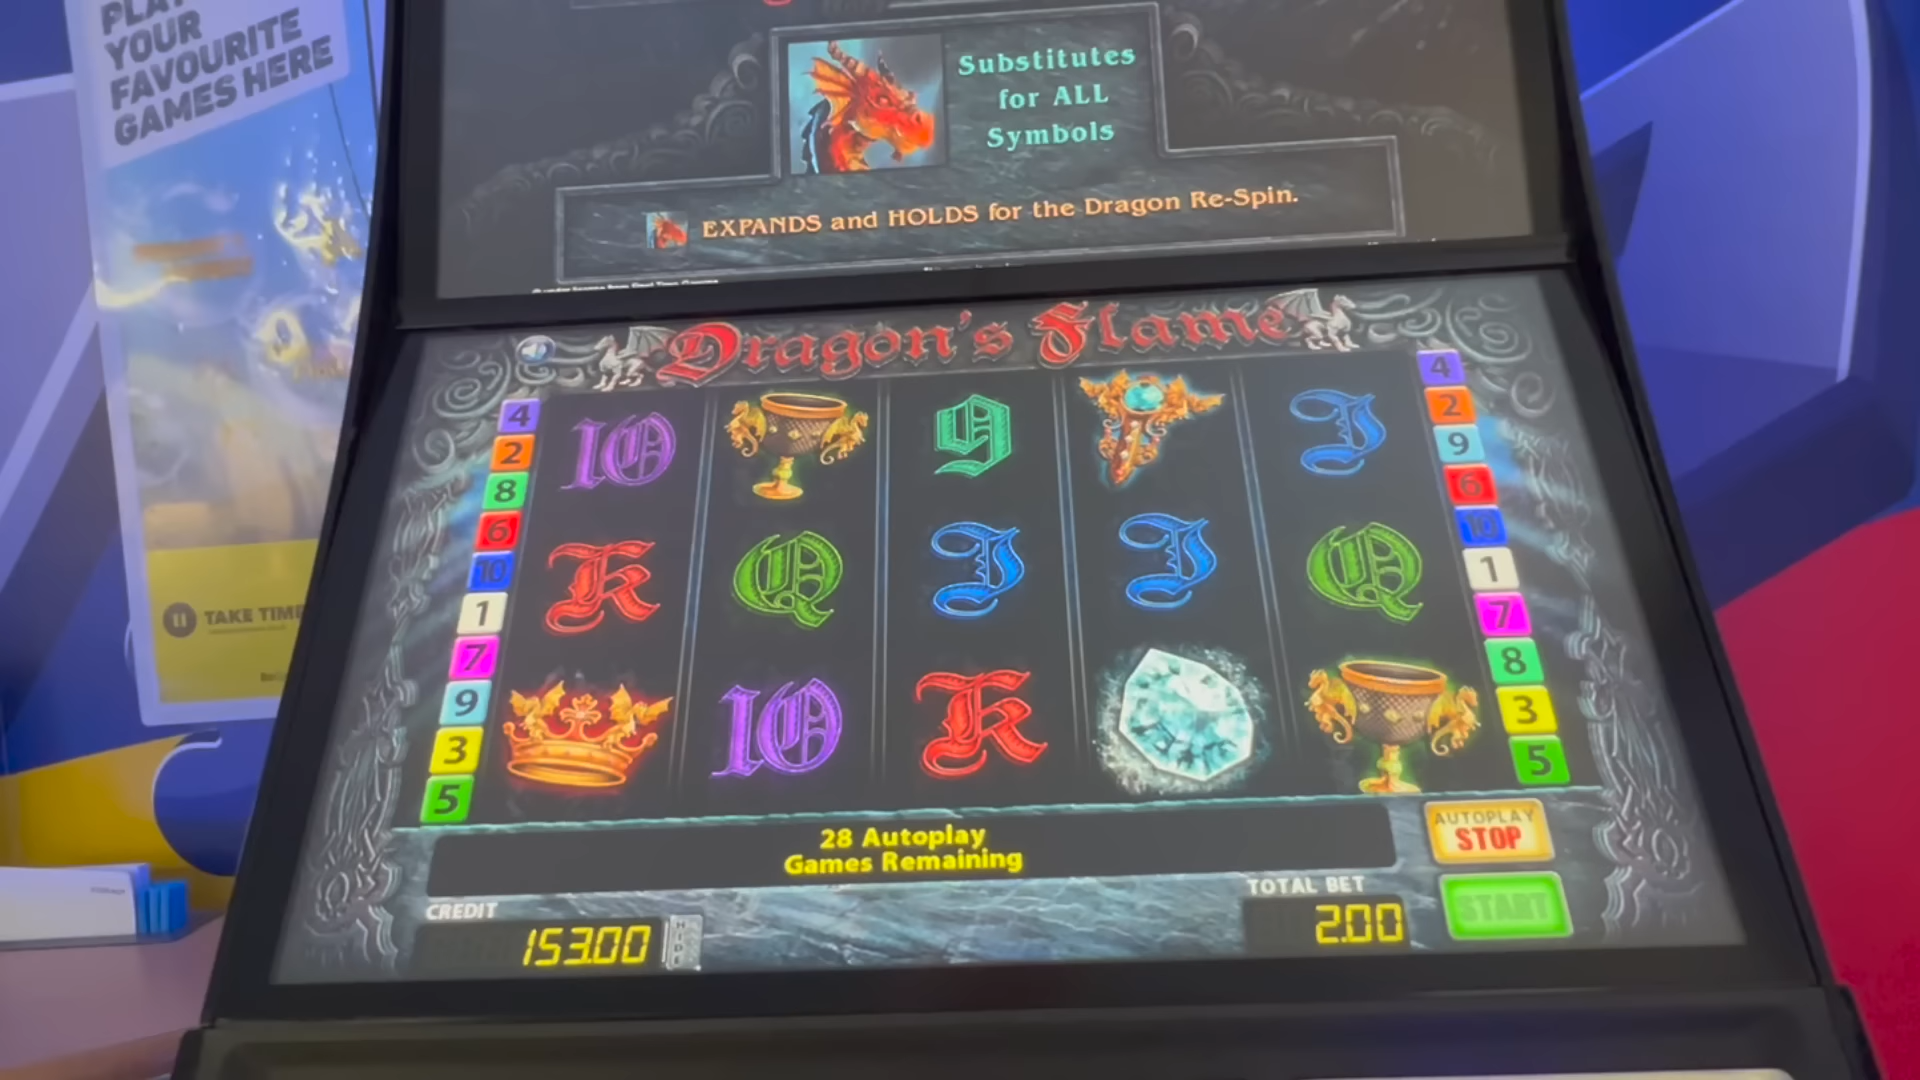 PLAY
YOUR
FAVOURITE
GAMES HERE
Substitutes
for ALL
Symbols
EXPANDS and HOLDS for the Dragon Re-Spin.
Dragon's Flame
4
2
8
6
10
1
7
9
3
5
10 9 J
K Q J J Q
10 K
4
2
9
6
10
1
7
8
3
5
TAKE TIME
28 Autoplay
Games Remaining
AUTOPLAY
STOP
CREDIT
153.00
HIDE
TOTAL BET
2.00
START